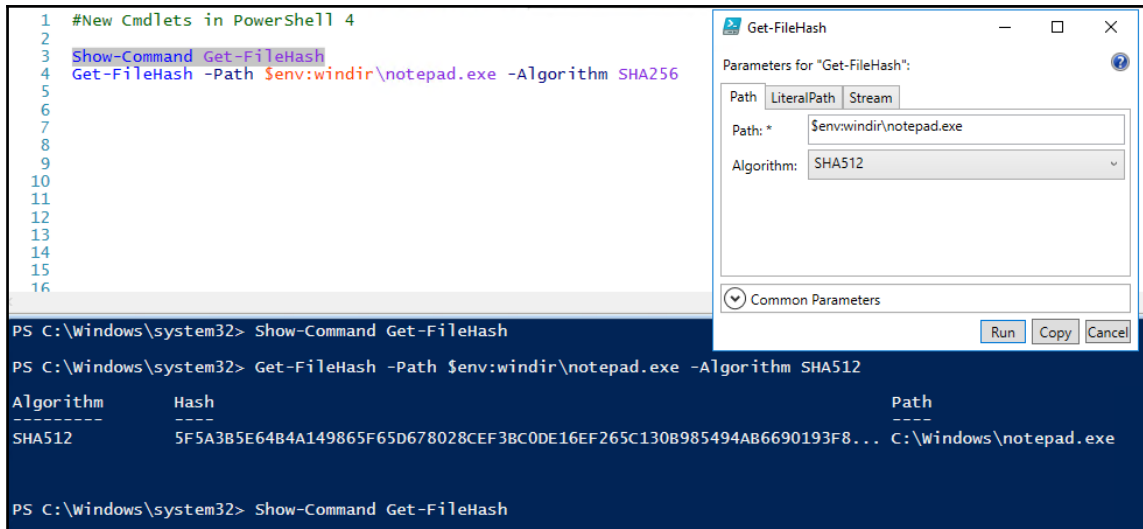 1 #New Cmdlets in PowerShell 4
2
3 Show-Command Get-FileHash
4 Get-FileHash -Path $env:windir\notepad.exe -Algorithm SHA256
5
6
7
8
9
10
11
12
13
14
15
16
Get-FileHash
Parameters for "Get-FileHash":
?
Path LiteralPath Stream
Path: * $env:windir\notepad.exe
Algorithm: SHA512
Common Parameters
Run Copy Cancel
PS C:\Windows\system32> Show-Command Get-FileHash
PS C:\Windows\system32> Get-FileHash -Path $env:windir\notepad.exe -Algorithm SHA512
Algorithm Hash Path
--------- ---- ----
SHA512 5F5A3B5E64B4A149865F65D678028CEF3BC0DE16EF265C130B985494AB6690193F8... C:\Windows\notepad.exe
PS C:\Windows\system32> Show-Command Get-FileHash